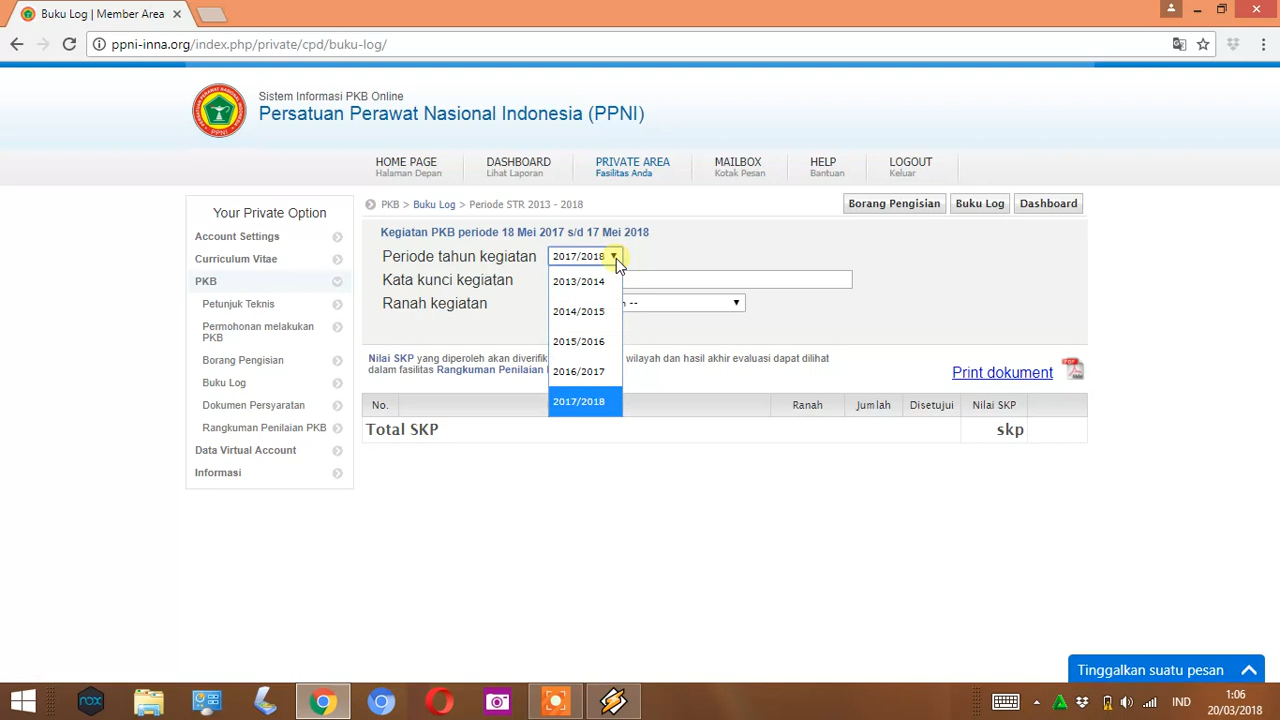 Buku Log | Member Area
ppni-inna.org/index.php/private/cpd/buku-log/
PPNI
Sistem Informasi PKB Online
Persatuan Perawat Nasional Indonesia (PPNI)
HOME PAGE
Halaman Depan
DASHBOARD
Lihat Laporan
PRIVATE AREA
Fasilitas Anda
MAILBOX
Kotak Pesan
HELP
Bantuan
LOGOUT
Keluar
Your Private Option
Account Settings
Curriculum Vitae
PKB
Petunjuk Teknis
Permohonan melakukan
PKB
Borang Pengisian
Buku Log
Dokumen Persyaratan
Rangkuman Penilaian PKB
Data Virtual Account
Informasi
PKB > Buku Log > Periode STR 2013 - 2018
Borang Pengisian
Buku Log
Dashboard
Kegiatan PKB periode 18 Mei 2017 s/d 17 Mei 2018
Periode tahun kegiatan 2017/2018
Kata kunci kegiatan
Ranah kegiatan
--
2013/2014
2014/2015
2015/2016
2016/2017
2017/2018
Nilai SKP yang diperoleh akan wilayah dan hasil akhir evaluasi dapat dilihat
dalam fasilitas Rangkuman Penilaian
Print dokument
PDF
No. Ranah Jumlah Disetujui Nilai SKP
Total SKP skp
Tinggalkan suatu pesan
nox
IND
1:06
20/03/2018